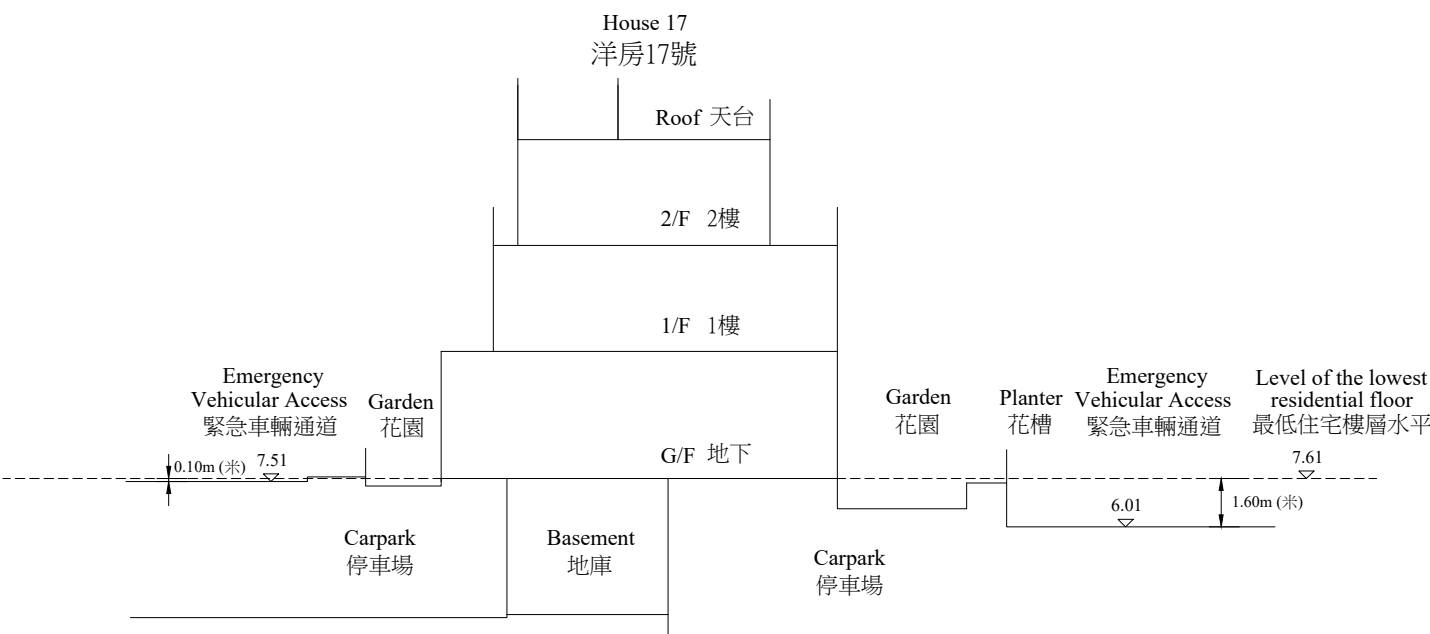 House 17
洋房17號
Roof 天台
2/F 2樓
1/F 1樓
Emergency
Vehicular Access
緊急車輛通道
Garden
花園
Garden
花園
Planter
花槽
Emergency
Vehicular Access
緊急車輛通道
Level of the lowest
residential floor
最低住宅樓層水平
G/F 地下
0.10m (米)
7.51
7.61
6.01
1.60m (米)
Carpark
停車場
Basement
地庫
Carpark
停車場